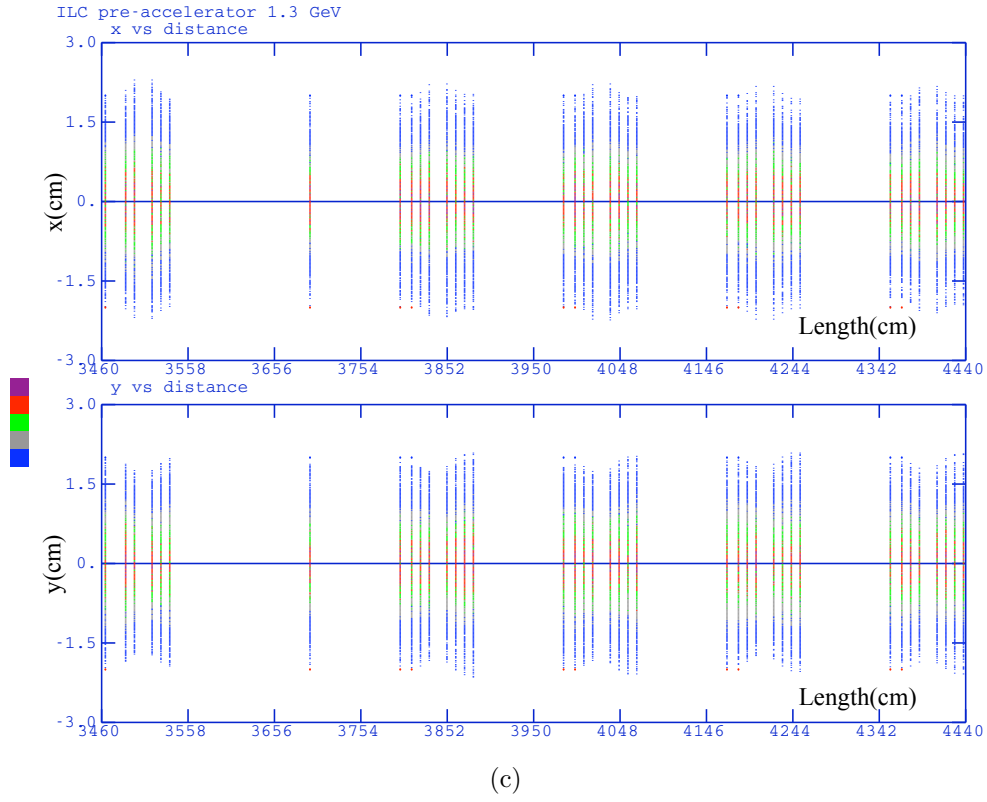 ILC pre-accelerator 1.3 GeV
x vs distance
3.0
1.5
0.
-1.5
-3.0
x(cm)
Length(cm)
3460 3558 3656 3754 3852 3950 4048 4146 4244 4342 4440
y vs distance
3.0
1.5
0.
-1.5
-3.0
y(cm)
Length(cm)
3460 3558 3656 3754 3852 3950 4048 4146 4244 4342 4440
(c)